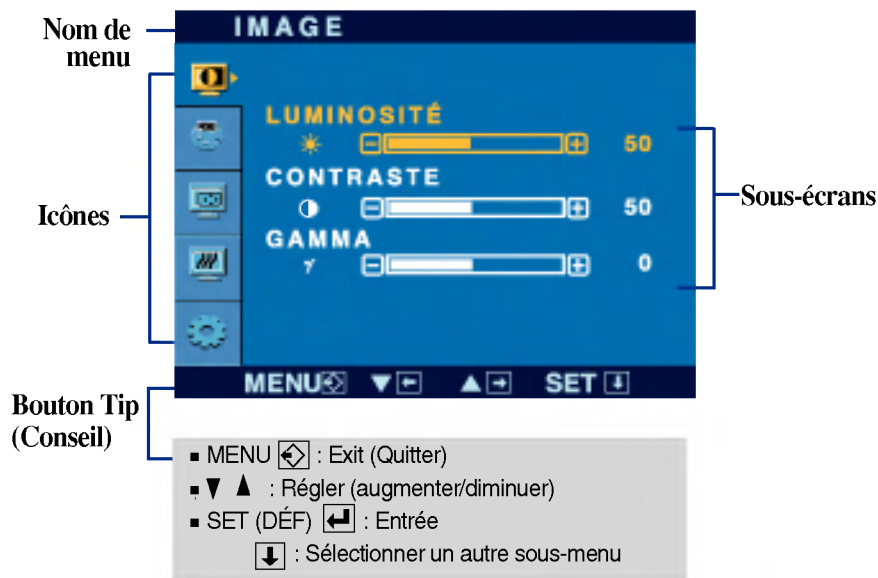 Nom de
menu
IMAGE
LUMINOSITÉ
50
CONTRASTE
50
GAMMA
0
Icônes
Sous-écrans
MENU ▼ ▲ SET
Bouton Tip
(Conseil)
▪ MENU : Exit (Quitter)
▪ ▼ ▲ : Régler (augmenter/diminuer)
▪ SET (DÉF) : Entrée
: Sélectionner un autre sous-menu